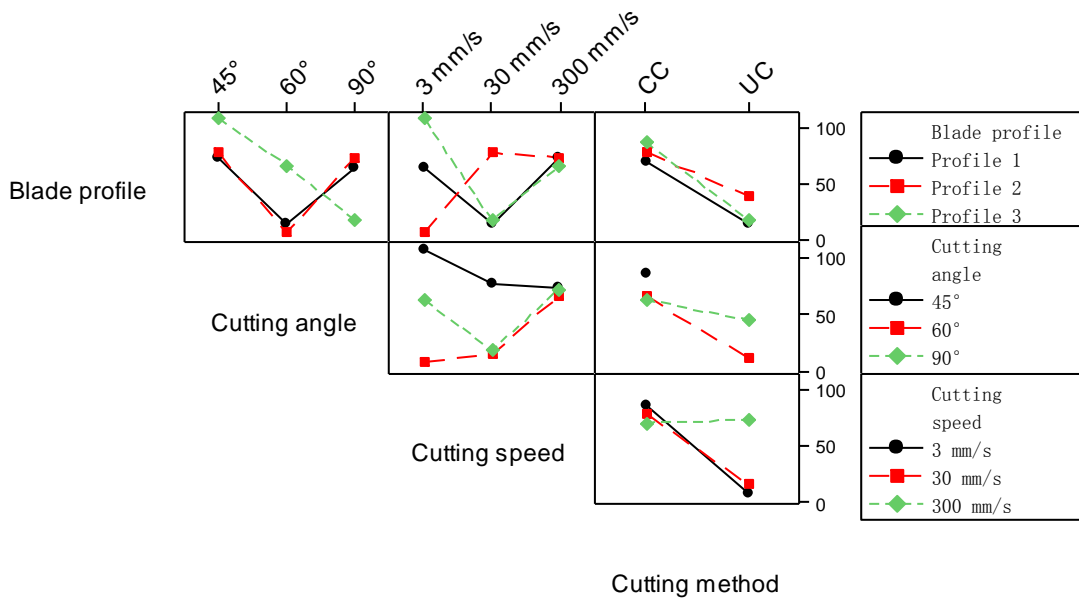 45° 60° 90° 3 mm/s 30 mm/s 300 mm/s CC UC
Blade profile
100
50
0
Blade profile
Profile 1
Profile 2
Profile 3
Cutting angle
100
50
0
Cutting
angle
45°
60°
90°
Cutting speed
100
50
0
Cutting
speed
3 mm/s
30 mm/s
300 mm/s
Cutting method